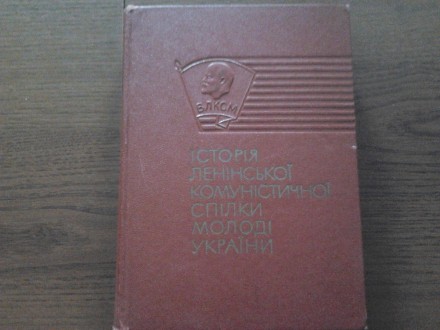 ВЛКСМ
ІСТОРІЯ
ЛЕНІНСЬКОЇ
КОМУНІСТИЧНОЇ
СПІЛКИ
МОЛОДІ
УКРАЇНИ